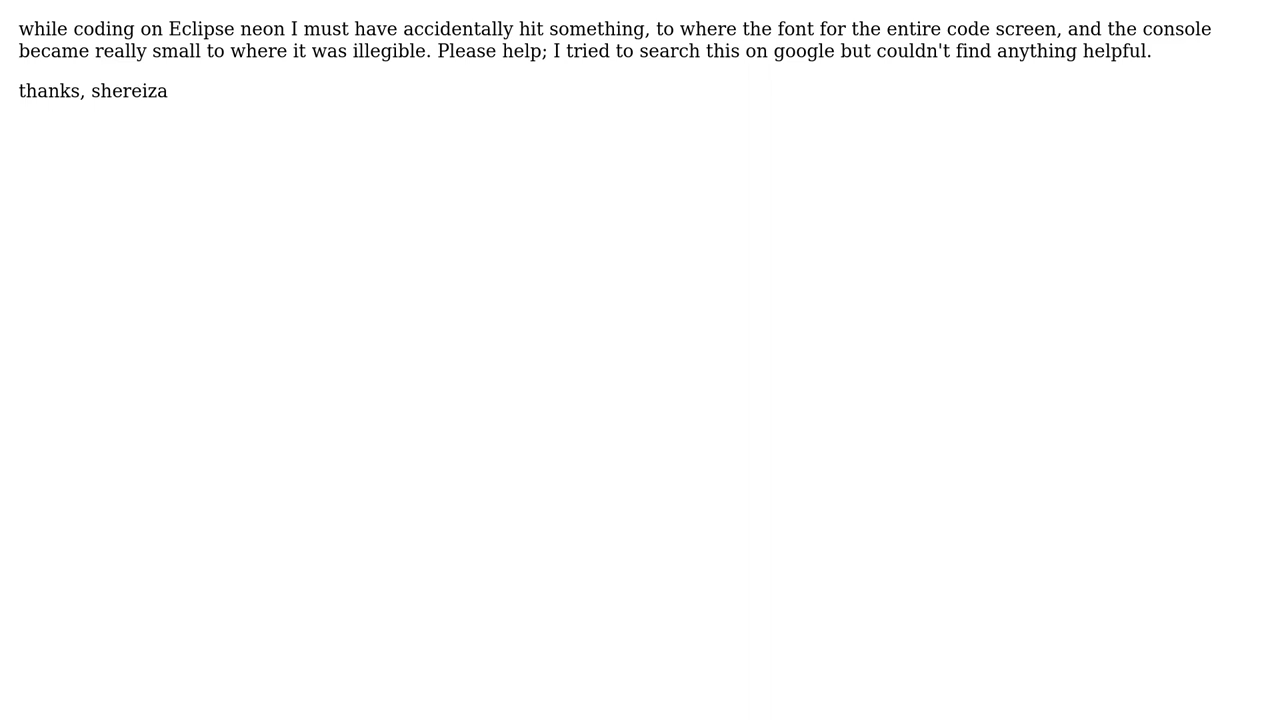 while coding on Eclipse neon I must have accidentally hit something, to where the font for the entire code screen, and the console
became really small to where it was illegible. Please help; I tried to search this on google but couldn't find anything helpful.
thanks, shereiza